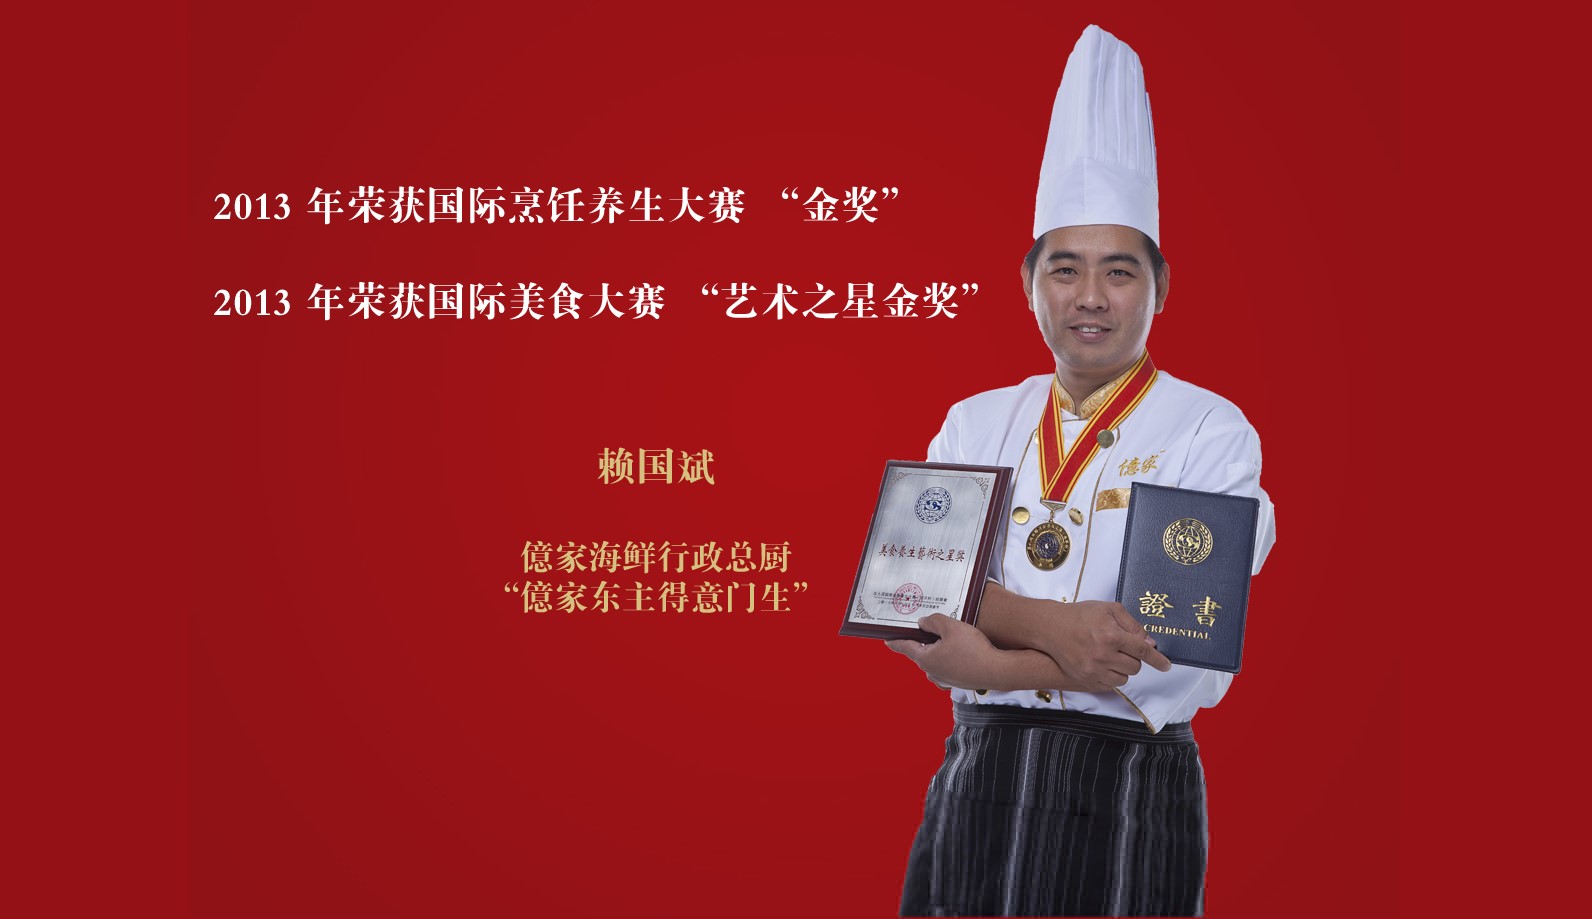 2013 年荣获国际烹饪养生大赛 “金奖”
2013 年荣获国际美食大赛 “艺术之星金奖”
赖国斌
億家海鲜行政总厨
“億家东主得意门生”
億家
美食養生藝術之星獎
證書
CREDENTIAL